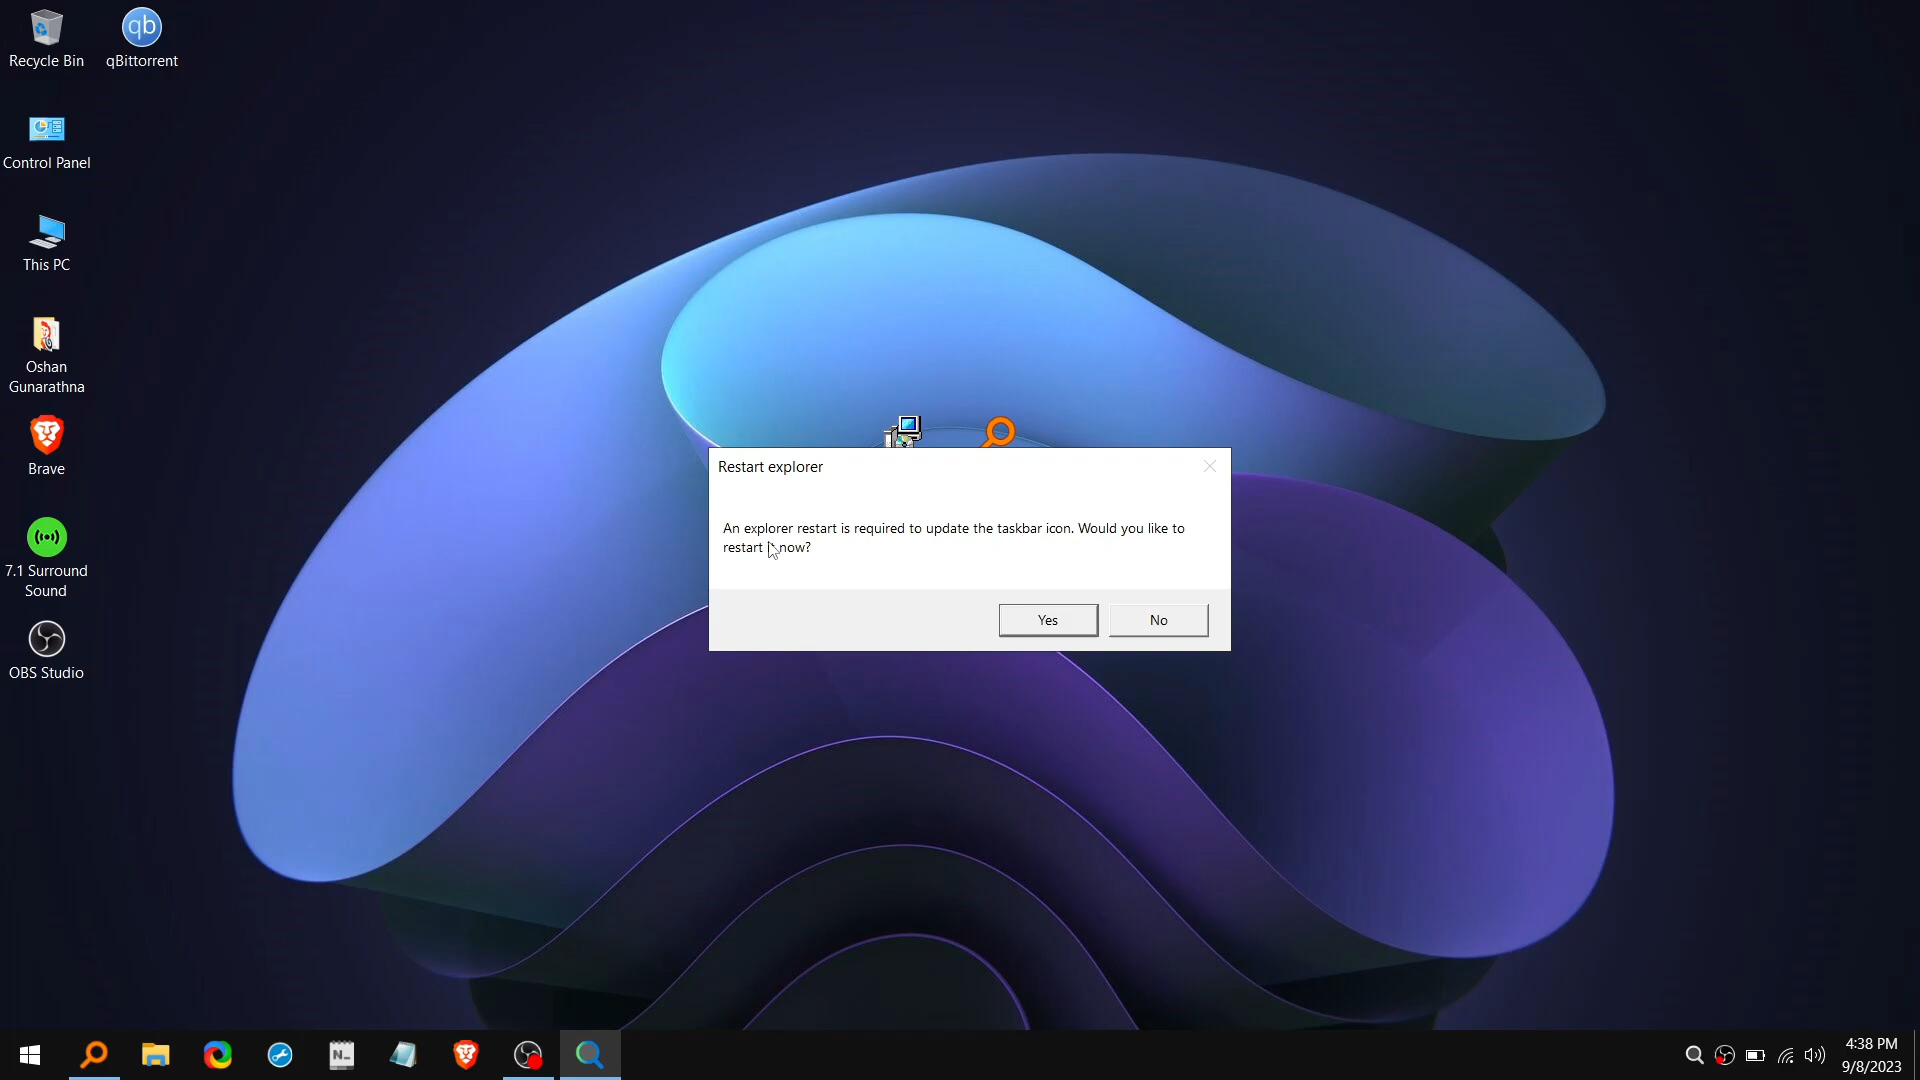 Recycle Bin
qBittorrent
qb
Control Panel
This PC
Oshan
Gunarathna
Brave
7.1 Surround
Sound
OBS Studio
Restart explorer
An explorer restart is required to update the taskbar icon. Would you like to
restart now?
Yes
No
N
4:38 PM
9/8/2023